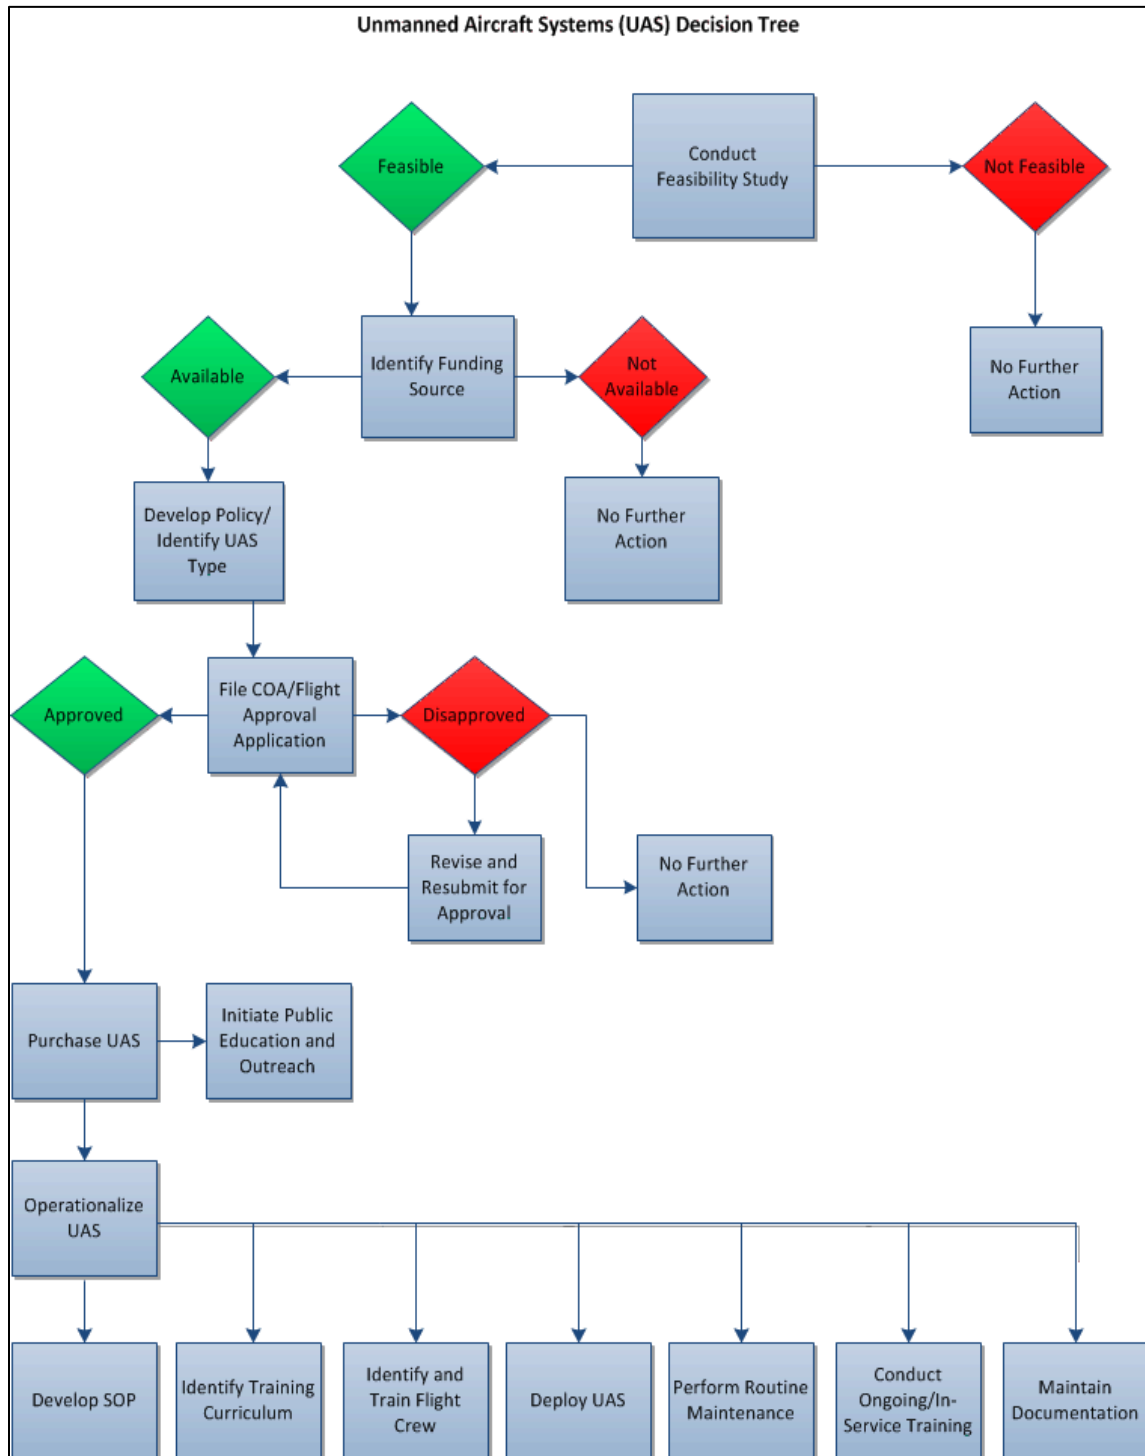 Unmanned Aircraft Systems (UAS) Decision Tree
Feasible
Conduct
Feasibility Study
Not Feasible
No Further
Action
Available
Identify Funding
Source
Not
Available
Develop Policy/
Identify UAS
Type
No Further
Action
Approved
File COA/Flight
Approval
Application
Disapproved
Revise and
Resubmit for
Approval
No Further
Action
Purchase UAS
Initiate Public
Education and
Outreach
Operationalize
UAS
Develop SOP
Identify Training
Curriculum
Identify and
Train Flight
Crew
Deploy UAS
Perform Routine
Maintenance
Conduct
Ongoing/In-
Service Training
Maintain
Documentation